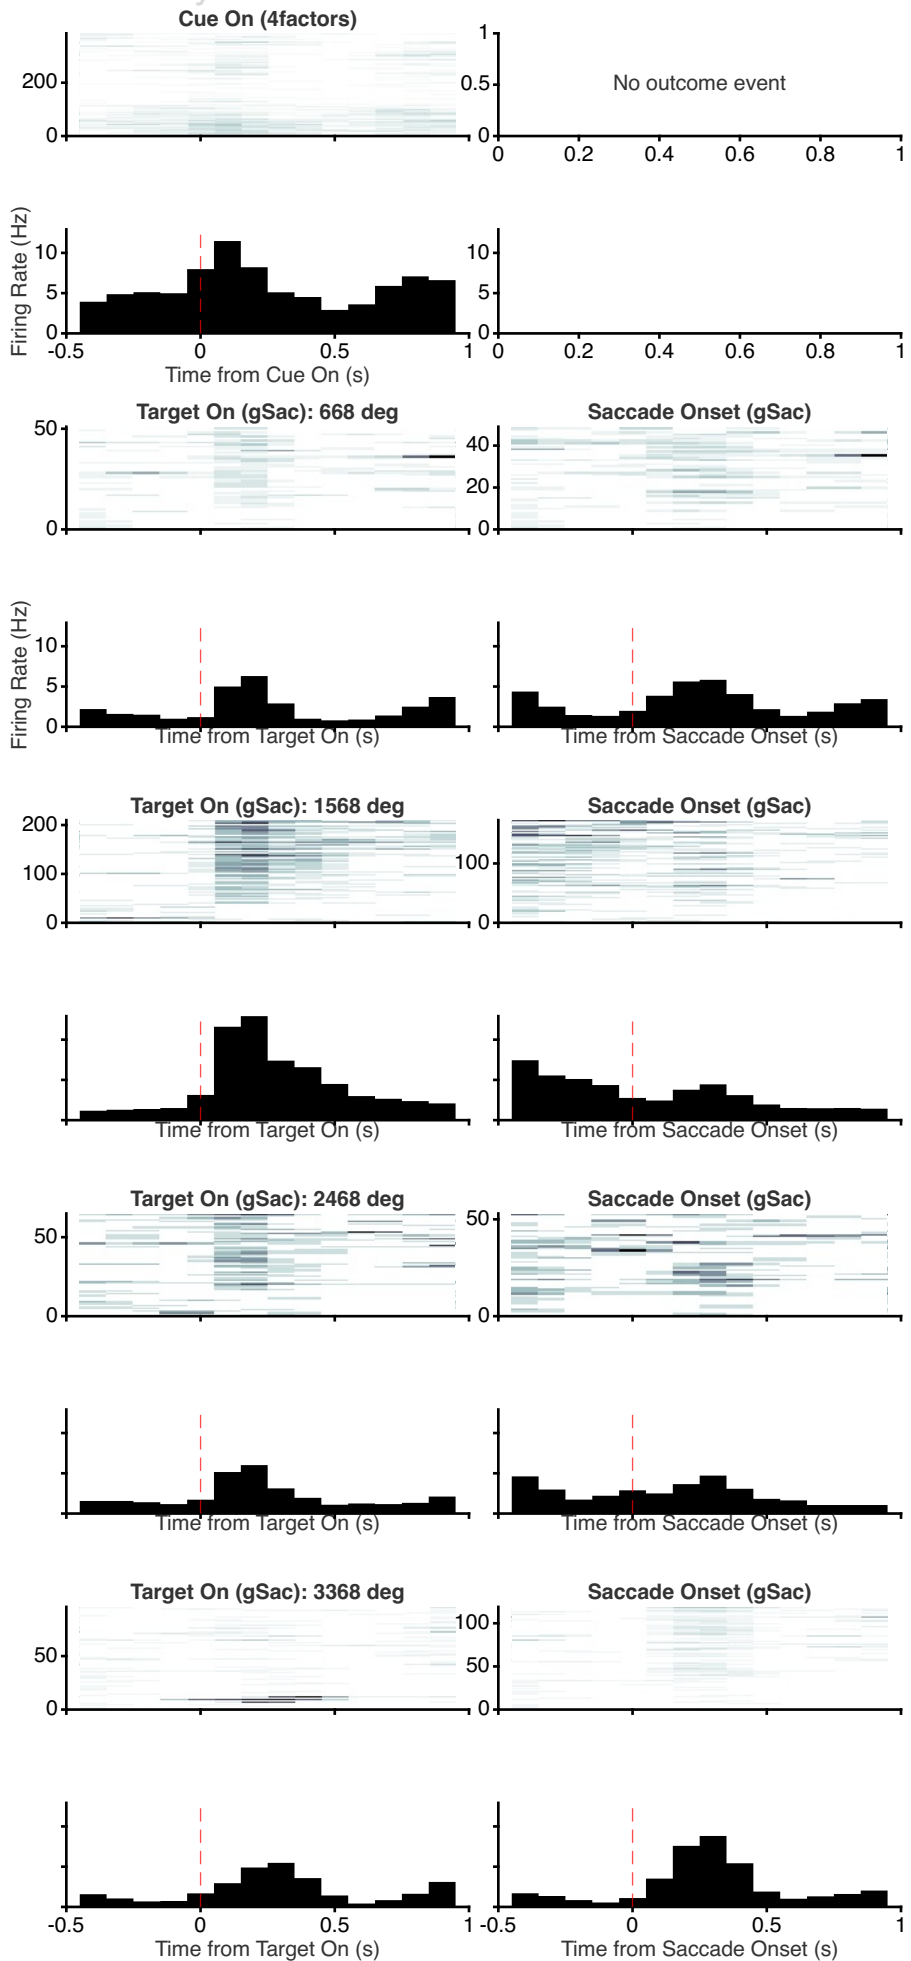 Cue On (4factors)
200
0
1
0.5
0
No outcome event
0 0.2 0.4 0.6 0.8 1
Firing Rate (Hz)
10
5
0
-0.5 0 0.5 1
Time from Cue On (s)
10
5
0
0 0.2 0.4 0.6 0.8 1
Target On (gSac): 668 deg
50
0
Saccade Onset (gSac)
40
20
0
Firing Rate (Hz)
10
5
0
Time from Target On (s)
Time from Saccade Onset (s)
Target On (gSac): 1568 deg
200
100
0
Saccade Onset (gSac)
100
0
Time from Target On (s)
Time from Saccade Onset (s)
Target On (gSac): 2468 deg
50
0
Saccade Onset (gSac)
50
0
Time from Target On (s)
Time from Saccade Onset (s)
Target On (gSac): 3368 deg
50
0
Saccade Onset (gSac)
100
50
0
-0.5 0 0.5 1
Time from Target On (s)
-0.5 0 0.5 1
Time from Saccade Onset (s)